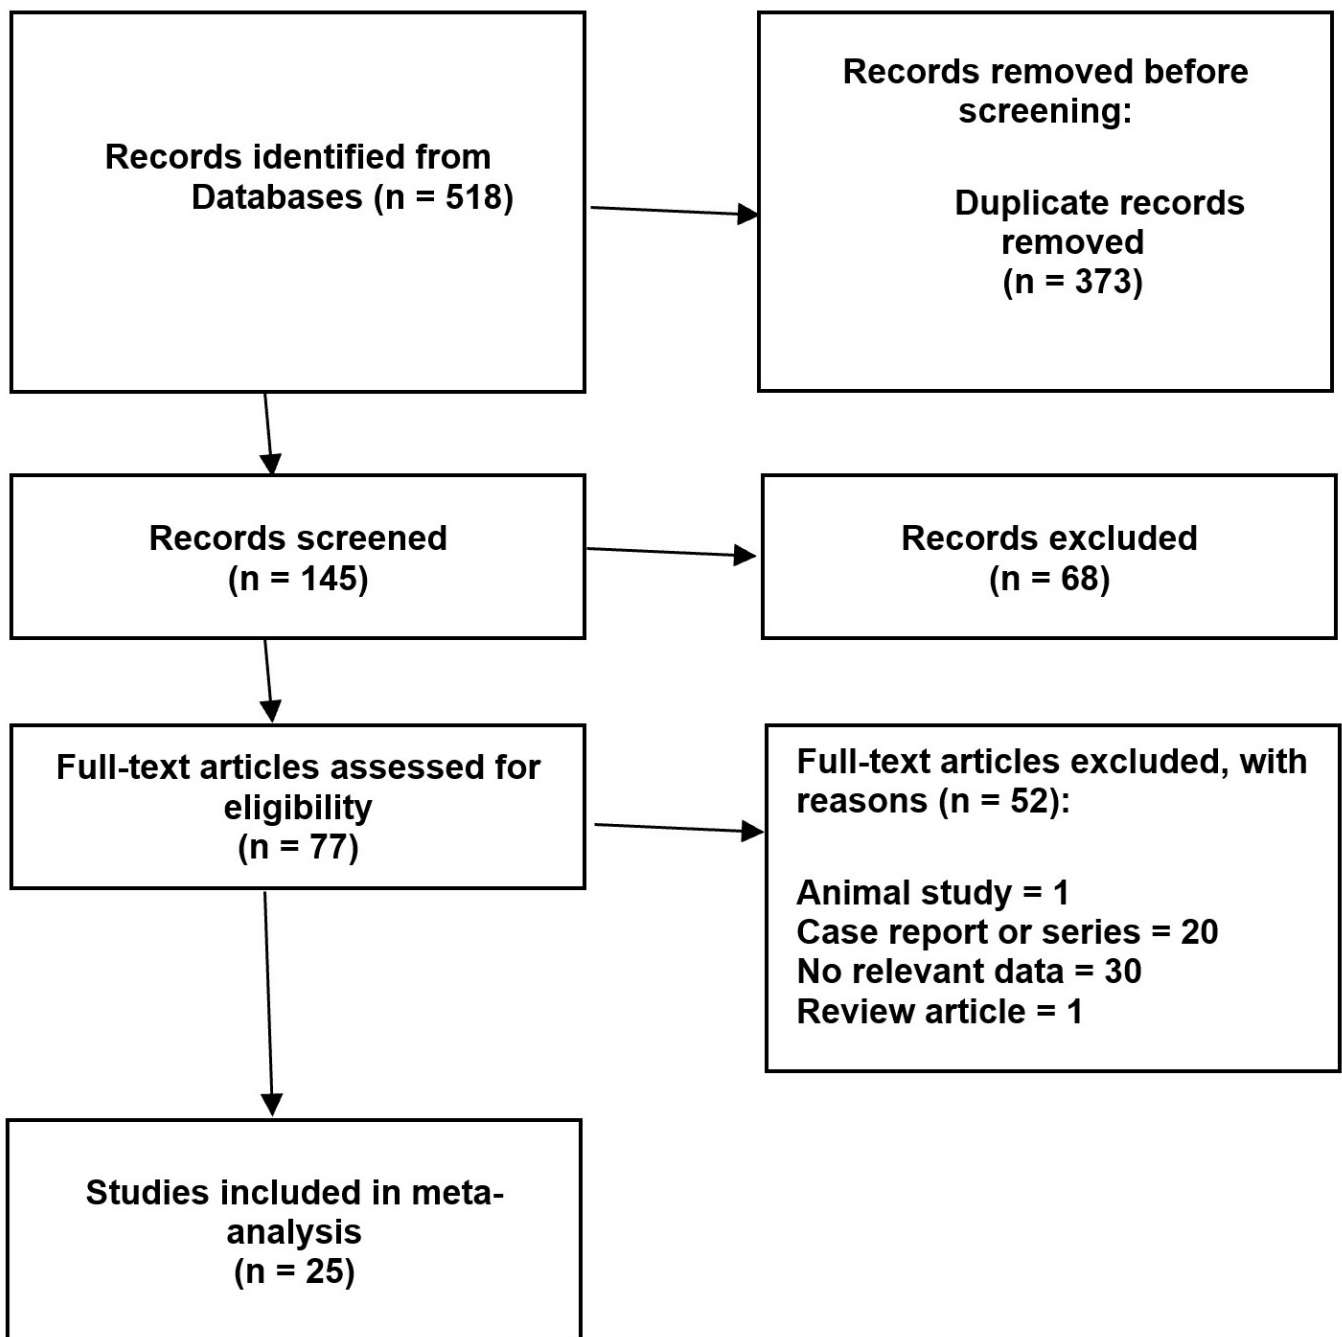 Records identified from
Databases (n = 518)
Records removed before
screening:
Duplicate records
removed
(n = 373)
Records screened
(n = 145)
Records excluded
(n = 68)
Full-text articles assessed for
eligibility
(n = 77)
Full-text articles excluded, with
reasons (n = 52):
Animal study = 1
Case report or series = 20
No relevant data = 30
Review article = 1
Studies included in meta-
analysis
(n = 25)